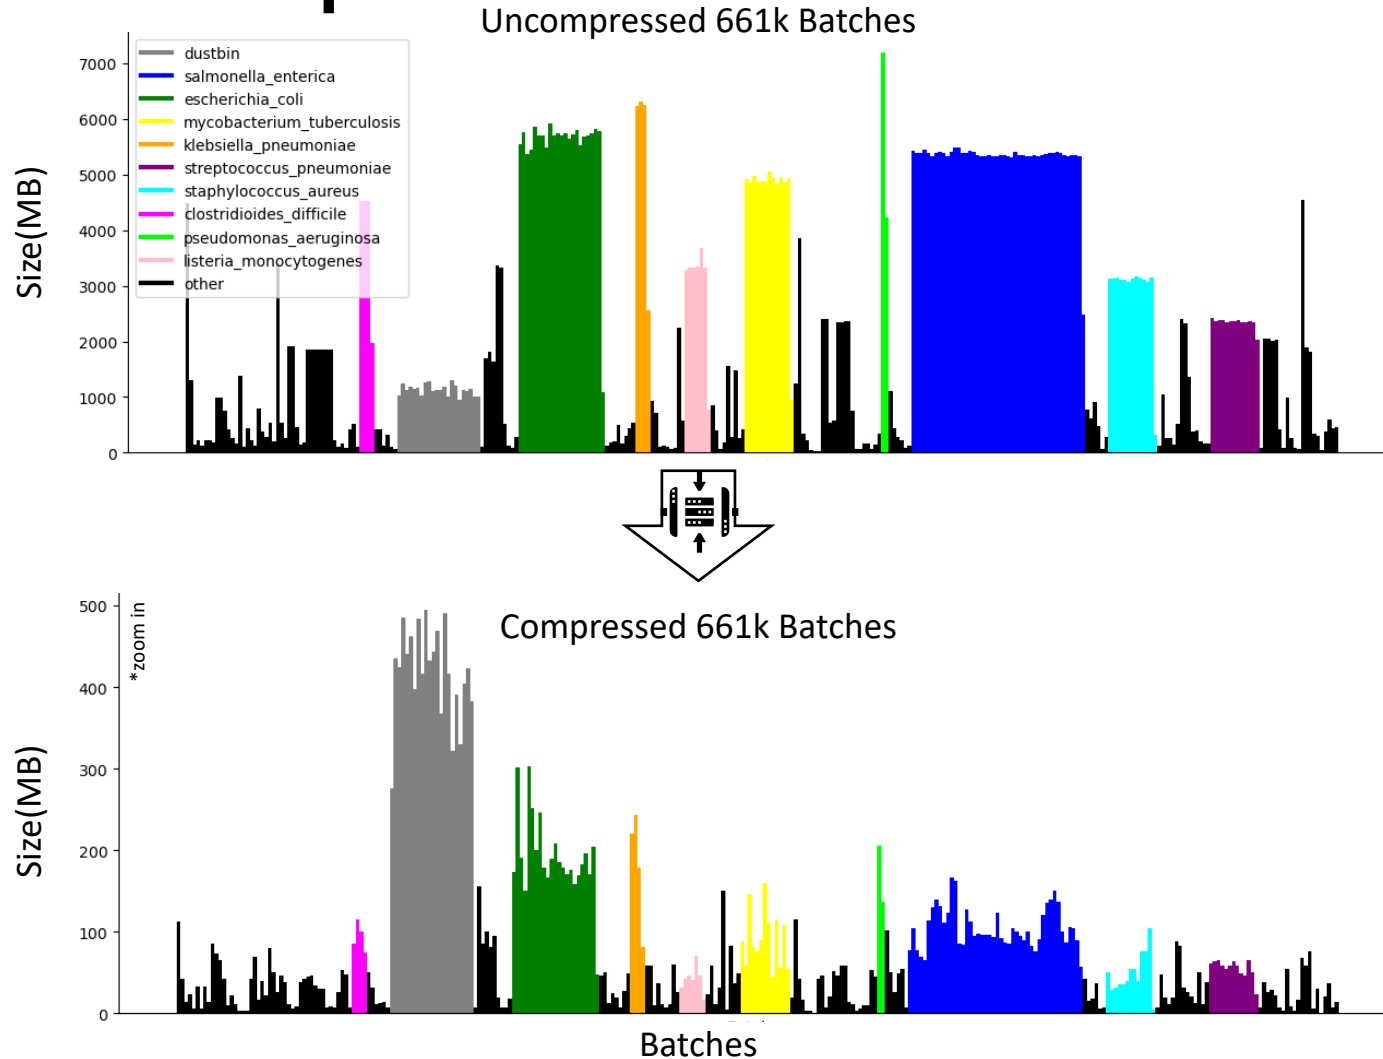 Uncompressed 661k Batches
Size(MB)
7000
6000
5000
4000
3000
2000
1000
0
dustbin
salmonella_enterica
escherichia_coli
mycobacterium_tuberculosis
klebsiella_pneumoniae
streptococcus_pneumoniae
staphylococcus_aureus
clostridioides_difficile
pseudomonas_aeruginosa
listeria_monocytogenes
other
Compressed 661k Batches
*zoom in
Size(MB)
500
400
300
200
100
0
Batches